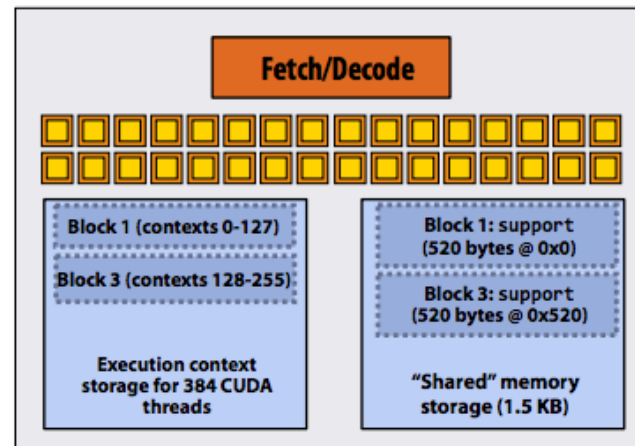 Fetch/Decode
Block 1 (contexts 0-127)
Block 3 (contexts 128-255)
Execution context
storage for 384 CUDA
threads
Block 1: support
(520 bytes @ 0x0)
Block 3: support
(520 bytes @ 0x520)
“Shared” memory
storage (1.5 KB)